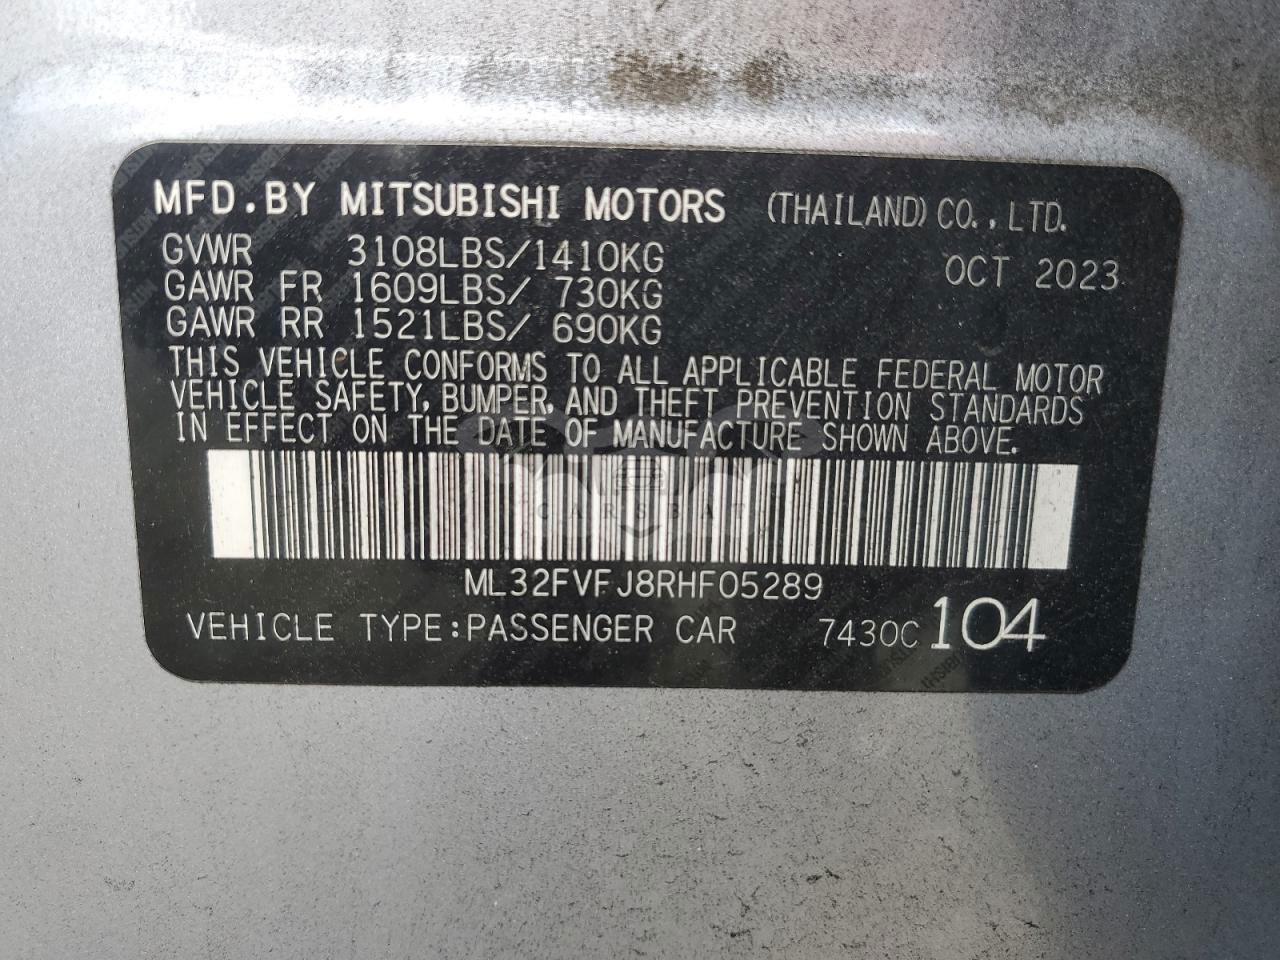 MFD.BY MITSUBISHI MOTORS (THAILAND) CO.,LTD.
GVWR 3108LBS/1410KG OCT 2023
GAWR FR 1609LBS/ 730KG
GAWR RR 1521LBS/ 690KG
THIS VEHICLE CONFORMS TO ALL APPLICABLE FEDERAL MOTOR
VEHICLE SAFETY, BUMPER, AND THEFT PREVENTION STANDARDS
IN EFFECT ON THE DATE OF MANUFACTURE SHOWN ABOVE.
CARSBAT
ML32FVFJ8RHF05289
VEHICLE TYPE:PASSENGER CAR 7430C 104